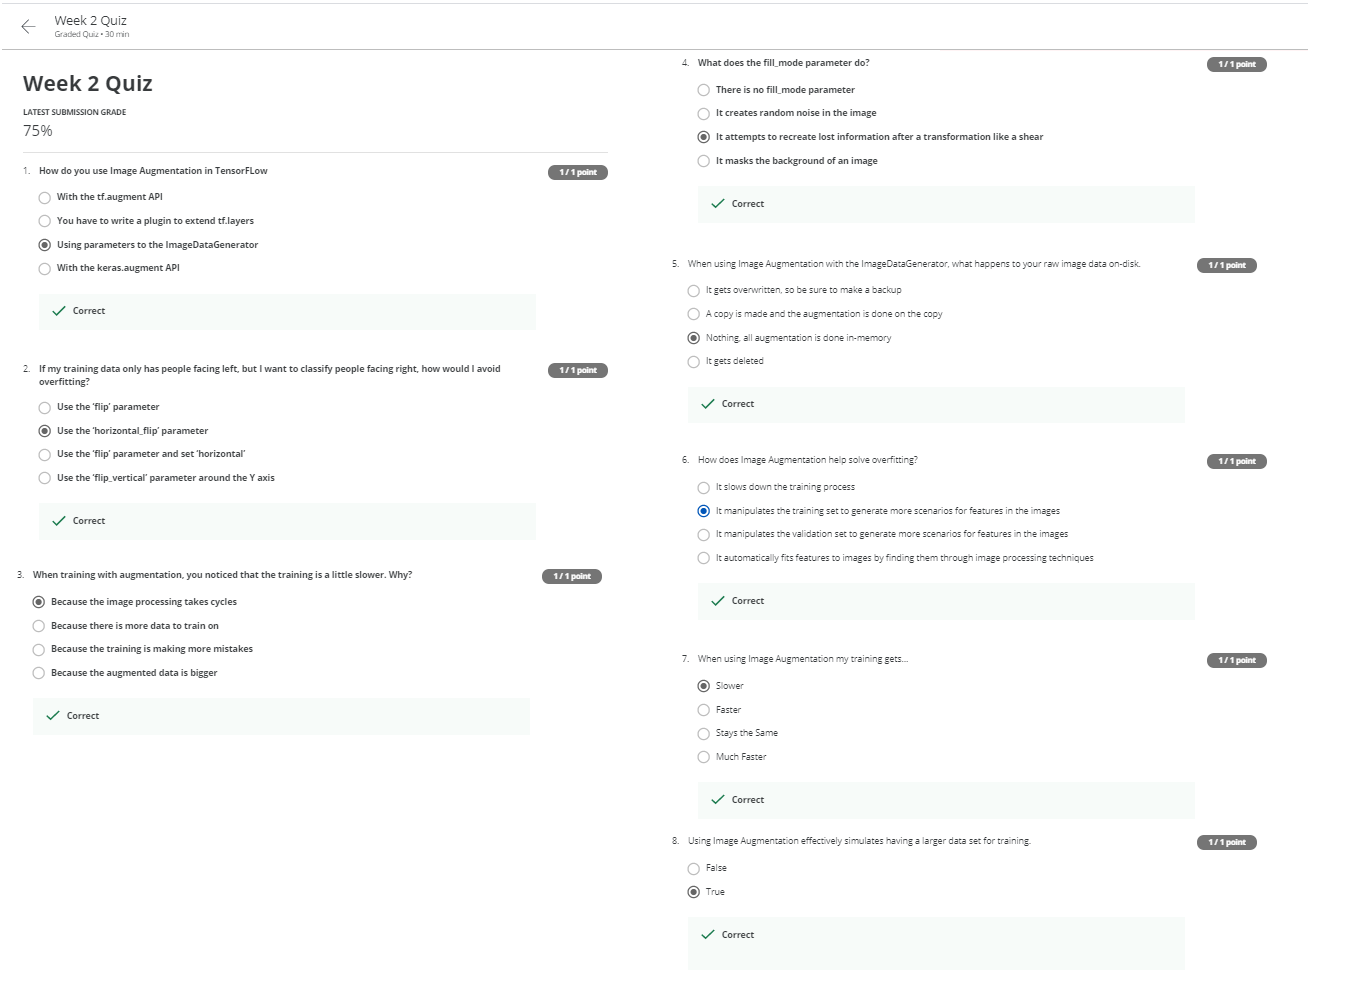 Week 2 Quiz
Graded Quiz • 30 min
Week 2 Quiz
LATEST SUBMISSION GRADE
75%
1. How do you use Image Augmentation in TensorFLow
1 / 1 point
With the tf.augment API
You have to write a plugin to extend tf.layers
Using parameters to the ImageDataGenerator
With the keras.augment API
Correct
2. If my training data only has people facing left, but I want to classify people facing right, how would I avoid
overfitting?
1 / 1 point
Use the 'flip' parameter
Use the 'horizontal_flip' parameter
Use the 'flip' parameter and set 'horizontal'
Use the 'flip_vertical' parameter around the Y axis
Correct
3. When training with augmentation, you noticed that the training is a little slower. Why?
1 / 1 point
Because the image processing takes cycles
Because there is more data to train on
Because the training is making more mistakes
Because the augmented data is bigger
Correct
4. What does the fill_mode parameter do?
1 / 1 point
There is no fill_mode parameter
It creates random noise in the image
It attempts to recreate lost information after a transformation like a shear
It masks the background of an image
Correct
5. When using Image Augmentation with the ImageDataGenerator, what happens to your raw image data on-disk.
1 / 1 point
It gets overwritten, so be sure to make a backup
A copy is made and the augmentation is done on the copy
Nothing, all augmentation is done in-memory
It gets deleted
Correct
6. How does Image Augmentation help solve overfitting?
1 / 1 point
It slows down the training process
It manipulates the training set to generate more scenarios for features in the images
It manipulates the validation set to generate more scenarios for features in the images
It automatically fits features to images by finding them through image processing techniques
Correct
7. When using Image Augmentation my training gets...
1 / 1 point
Slower
Faster
Stays the Same
Much Faster
Correct
8. Using Image Augmentation effectively simulates having a larger data set for training.
1 / 1 point
False
True
Correct